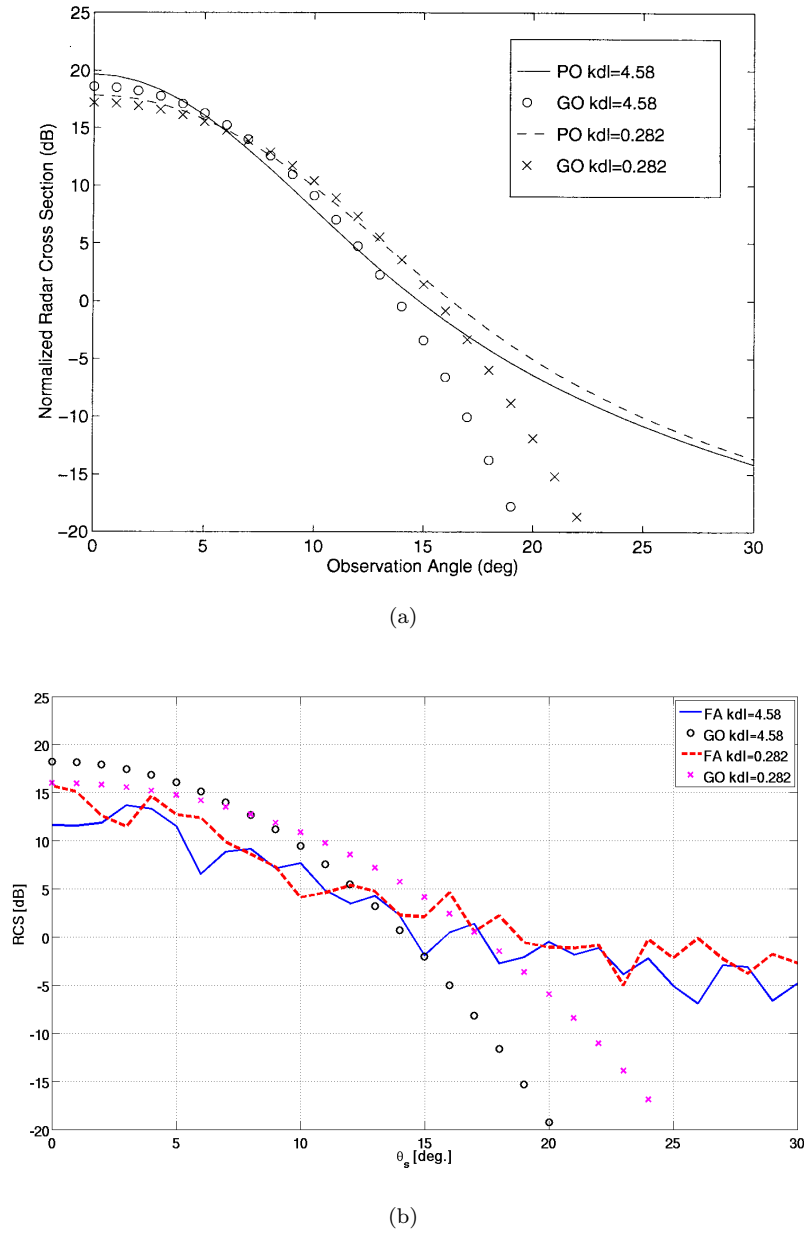 25
20
15
10
5
0
−5
−10
−15
−20
Normalized Radar Cross Section (dB)
PO kdl=4.58
GO kdl=4.58
PO kdl=0.282
GO kdl=0.282
0 5 10 15 20 25 30
Observation Angle (deg)
(a)
25
20
15
10
5
0
-5
-10
-15
-20
RCS [dB]
FA kdl=4.58
GO kdl=4.58
FA kdl=0.282
GO kdl=0.282
0 5 10 15 20 25 30
θs [deg.]
(b)